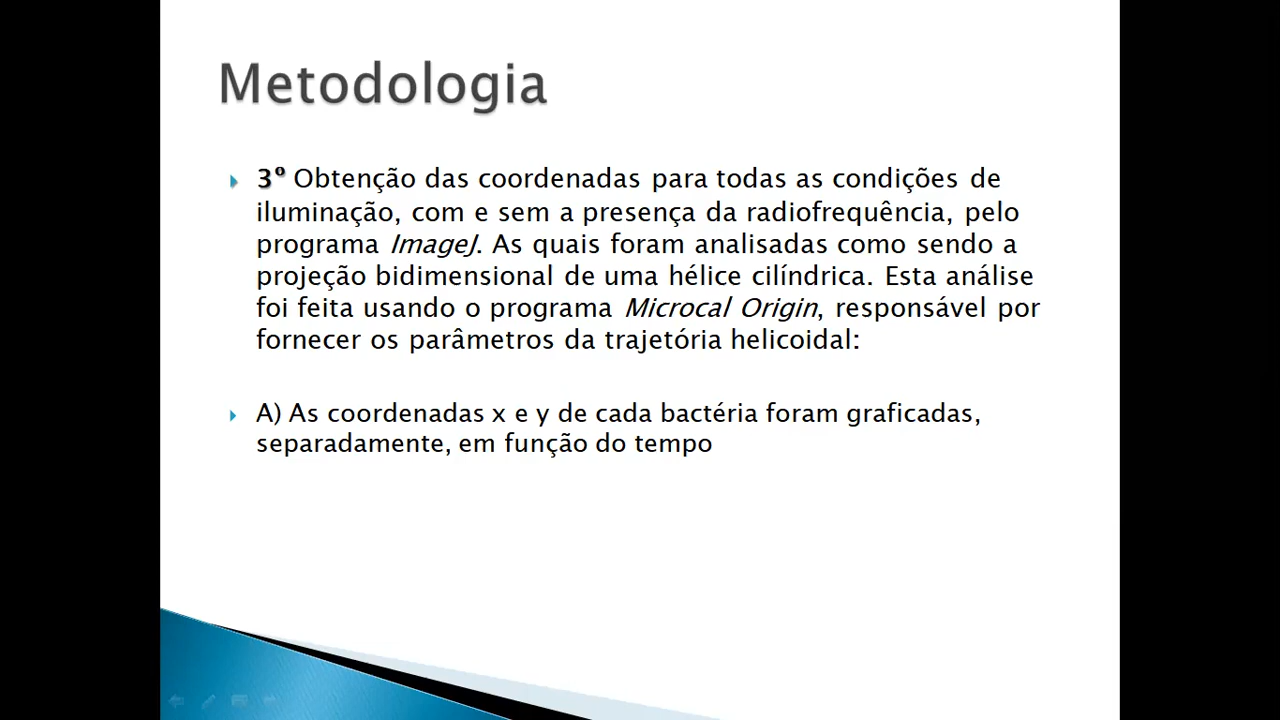 Metodologia
3º Obtenção das coordenadas para todas as condições de
iluminação, com e sem a presença da radiofrequência, pelo
programa ImageJ. As quais foram analisadas como sendo a
projeção bidimensional de uma hélice cilíndrica. Esta análise
foi feita usando o programa Microcal Origin, responsável por
fornecer os parâmetros da trajetória helicoidal:
A) As coordenadas x e y de cada bactéria foram graficadas,
separadamente, em função do tempo